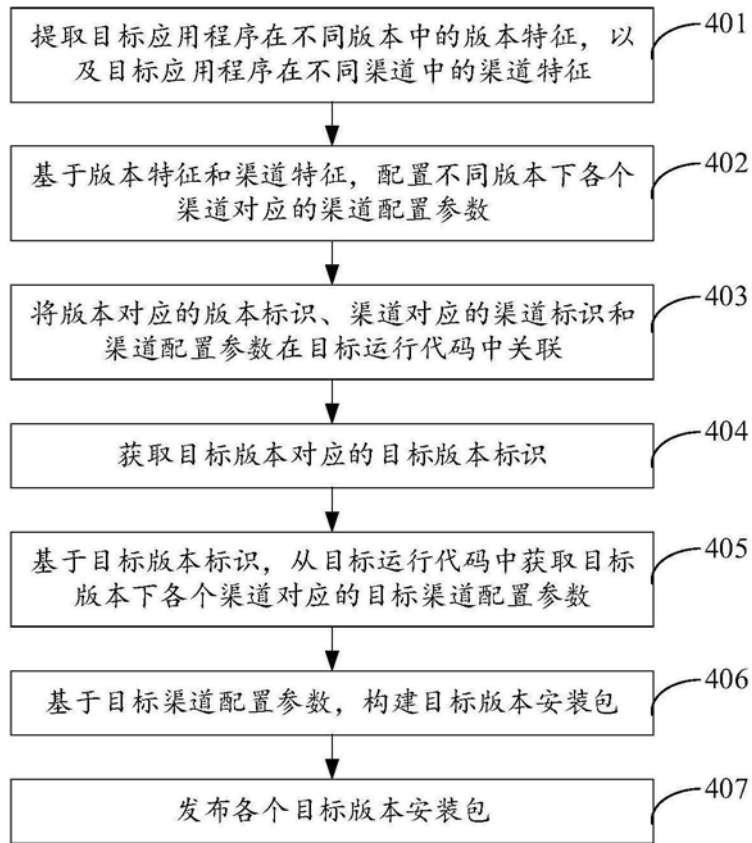 提取目标应用程序在不同版本中的版本特征，以
及目标应用程序在不同渠道中的渠道特征
401
基于版本特征和渠道特征，配置不同版本下各个
渠道对应的渠道配置参数
402
将版本对应的版本标识、渠道对应的渠道标识和
渠道配置参数在目标运行代码中关联
403
获取目标版本对应的目标版本标识
404
基于目标版本标识，从目标运行代码中获取目标
版本下各个渠道对应的目标渠道配置参数
405
基于目标渠道配置参数，构建目标版本安装包
406
发布各个目标版本安装包
407